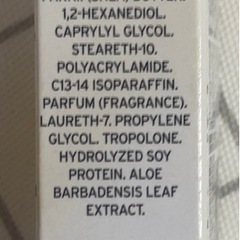 1,2-HEXANEDIOL,
CAPRYLYL GLYCOL,
STEARETH-10,
POLYACRYLAMIDE,
C13-14 ISOPARAFFIN,
PARFUM (FRAGRANCE),
LAURETH-7, PROPYLENE
GLYCOL, TROPOLONE,
HYDROLYZED SOY
PROTEIN, ALOE
BARBADENSIS LEAF
EXTRACT.